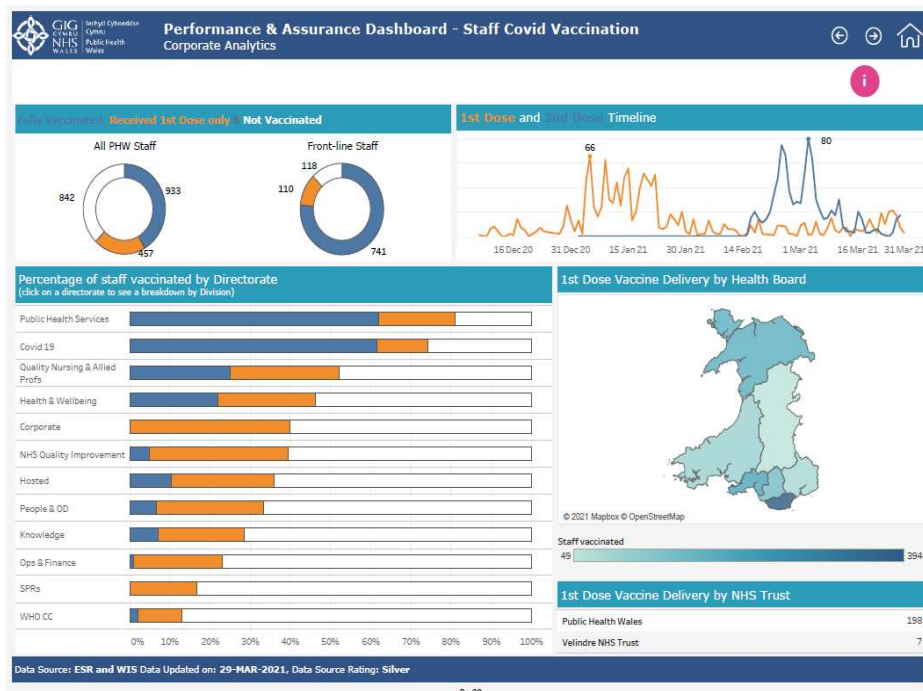 GIG
CYMRU
NHS
WALES
Iechyd Cyhoeddus
Cymru
Public Health
Wales
Performance & Assurance Dashboard - Staff Covid Vaccination
Corporate Analytics
i
Fully Vaccinated, Received 1st Dose only & Not Vaccinated
1st Dose and 2nd Dose Timeline
All PHW Staff
Front-line Staff
842
933
457
118
110
741
66
80
16 Dec 20
31 Dec 20
15 Jan 21
30 Jan 21
14 Feb 21
1 Mar 21
16 Mar 21
31 Mar 21
Percentage of staff vaccinated by Directorate
(click on a directorate to see a breakdown by Division)
Public Health Services
Covid 19
Quality Nursing & Allied
Profs
Health & Wellbeing
Corporate
NHS Quality Improvement
Hosted
People & OD
Knowledge
Ops & Finance
SPRs
WHO CC
0% 10% 20% 30% 40% 50% 60% 70% 80% 90% 100%
1st Dose Vaccine Delivery by Health Board
© 2021 Mapbox © OpenStreetMap
Staff vaccinated
49
394
1st Dose Vaccine Delivery by NHS Trust
Public Health Wales 198
Velindre NHS Trust 7
Data Source: ESR and WIS Data Updated on: 29-MAR-2021, Data Source Rating: Silver